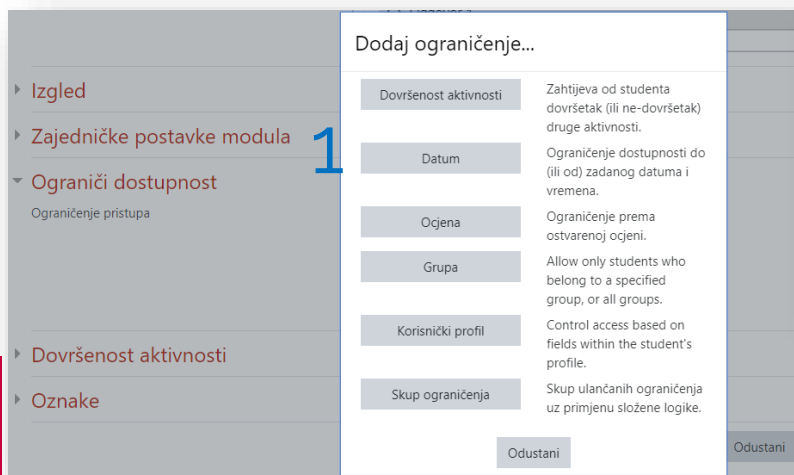 Dodaj ograničenje...
Izgled
Zajedničke postavke modula
1
Ograniči dostupnost
Ograničenje pristupa
Dovršenost aktivnosti
Oznake
Dovršenost aktivnosti
Zahtijeva od studenta
dovršetak (ili ne-dovršetak)
druge aktivnosti.
Datum
Ograničenje dostupnosti do
(ili od) zadanog datuma i
vremena.
Ocjena
Ograničenje prema
ostvarenoj ocjeni.
Grupa
Allow only students who
belong to a specified
group, or all groups.
Korisnički profil
Control access based on
fields within the student's
profile.
Skup ograničenja
Skup ulančanih ograničenja
uz primjenu složene logike.
Odustani
Odustani